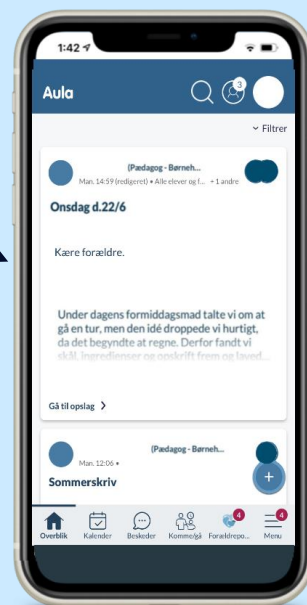 1:42
Aula
3
Filtrer
(Pædagog - Børneh...
Man. 14:59 (redigeret) • Alle elever og f... + 1 andre
Onsdag d.22/6
Kære forældre.
Under dagens formiddagsmad talte vi om at
gå en tur, men den idé droppede vi hurtigt,
da det begyndte at regne. Derfor fandt vi
skål, ingredienser og opskrift frem og laved...
Gå til opslag
(Pædagog - Børneh...
Man. 12:06 •
Sommerskriv
+
4
4
Overblik
Kalender
Beskeder
Komme/gå
Forældrepo...
Menu